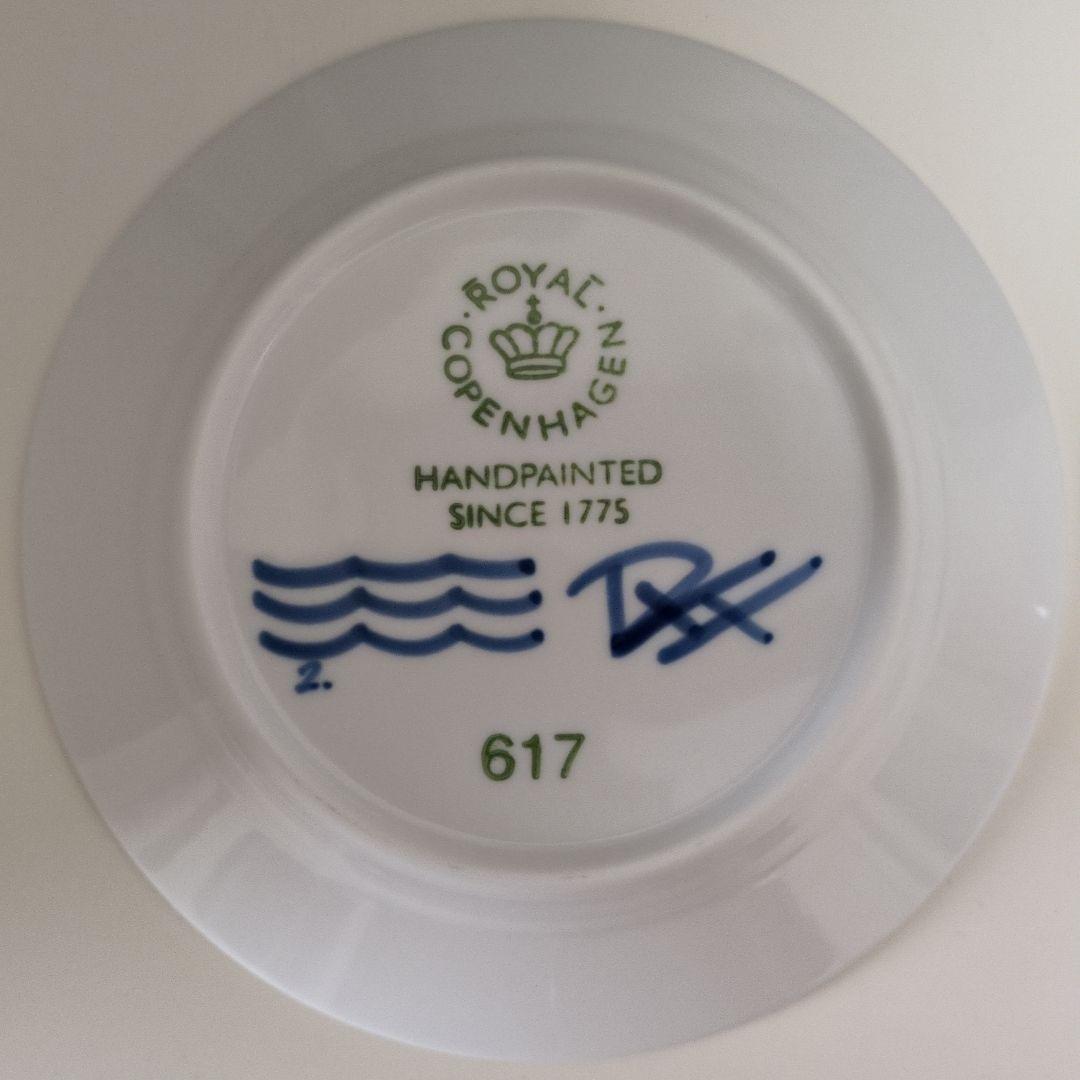 ROYAL
COPENHAGEN
HANDPAINTED
SINCE 1775
2.
617